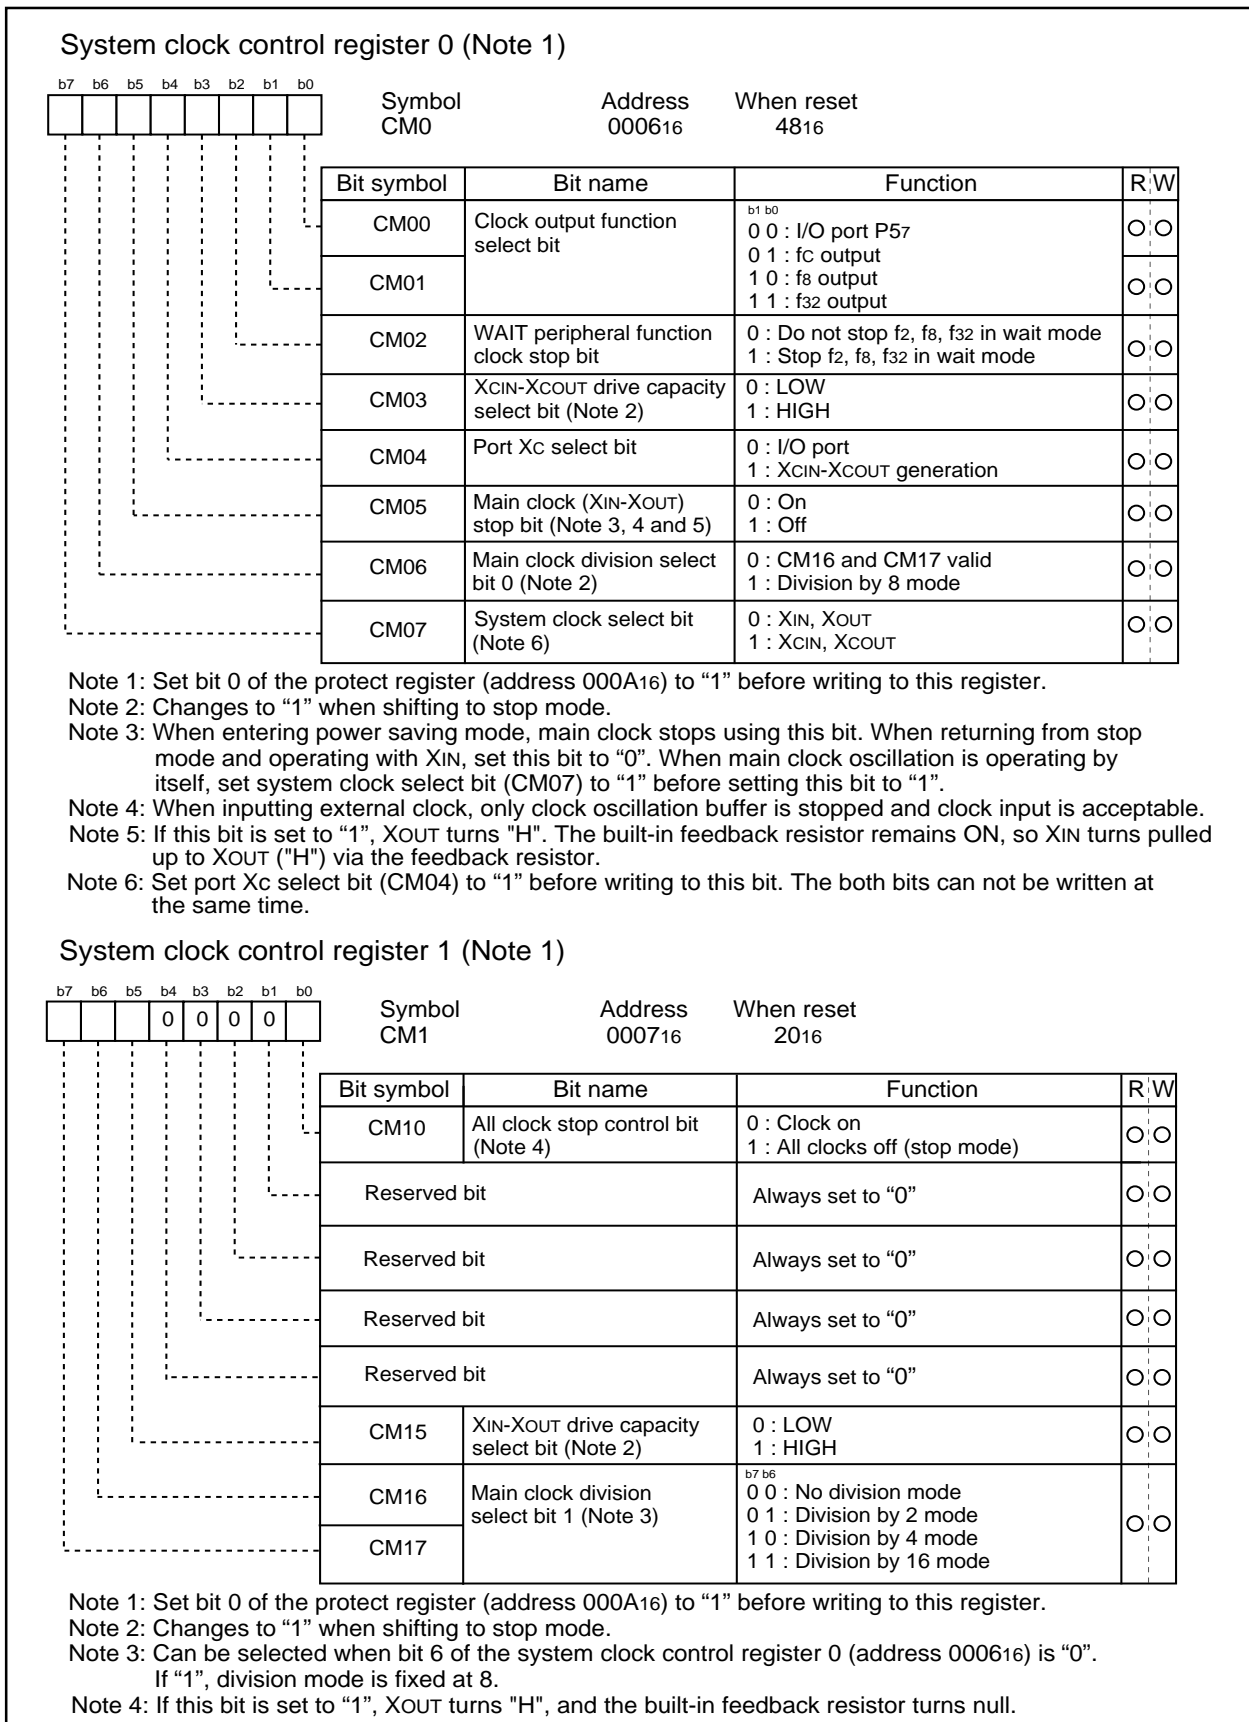 System clock control register 0 (Note 1)
b7 b6 b5 b4 b3 b2 b1 b0
Symbol Address When reset
CM0 000616 4816
Bit symbol Bit name Function R W
CM00 Clock output function select bit
b1 b0
0 0 : I/O port P57
0 1 : fC output
1 0 : f8 output
1 1 : f32 output
CM01
CM02 WAIT peripheral function clock stop bit
0 : Do not stop f2, f8, f32 in wait mode
1 : Stop f2, f8, f32 in wait mode
CM03 XCIN-XCOUT drive capacity select bit (Note 2)
0 : LOW
1 : HIGH
CM04 Port XC select bit
0 : I/O port
1 : XCIN-XCOUT generation
CM05 Main clock (XIN-XOUT) stop bit (Note 3, 4 and 5)
0 : On
1 : Off
CM06 Main clock division select bit 0 (Note 2)
0 : CM16 and CM17 valid
1 : Division by 8 mode
CM07 System clock select bit (Note 6)
0 : XIN, XOUT
1 : XCIN, XCOUT
Note 1: Set bit 0 of the protect register (address 000A16) to “1” before writing to this register.
Note 2: Changes to “1” when shifting to stop mode.
Note 3: When entering power saving mode, main clock stops using this bit. When returning from stop
mode and operating with XIN, set this bit to “0”. When main clock oscillation is operating by
itself, set system clock select bit (CM07) to “1” before setting this bit to “1”.
Note 4: When inputting external clock, only clock oscillation buffer is stopped and clock input is acceptable.
Note 5: If this bit is set to “1”, XOUT turns "H". The built-in feedback resistor remains ON, so XIN turns pulled
up to XOUT ("H") via the feedback resistor.
Note 6: Set port Xc select bit (CM04) to “1” before writing to this bit. The both bits can not be written at
the same time.
System clock control register 1 (Note 1)
b7 b6 b5 b4 b3 b2 b1 b0
0 0 0 0
Symbol Address When reset
CM1 000716 2016
Bit symbol Bit name Function R W
CM10 All clock stop control bit (Note 4)
0 : Clock on
1 : All clocks off (stop mode)
Reserved bit Always set to “0”
Reserved bit Always set to “0”
Reserved bit Always set to “0”
Reserved bit Always set to “0”
CM15 XIN-XOUT drive capacity select bit (Note 2)
0 : LOW
1 : HIGH
CM16 Main clock division select bit 1 (Note 3)
b7 b6
0 0 : No division mode
0 1 : Division by 2 mode
1 0 : Division by 4 mode
1 1 : Division by 16 mode
CM17
Note 1: Set bit 0 of the protect register (address 000A16) to “1” before writing to this register.
Note 2: Changes to “1” when shifting to stop mode.
Note 3: Can be selected when bit 6 of the system clock control register 0 (address 000616) is “0”.
If “1”, division mode is fixed at 8.
Note 4: If this bit is set to “1”, XOUT turns "H", and the built-in feedback resistor turns null.